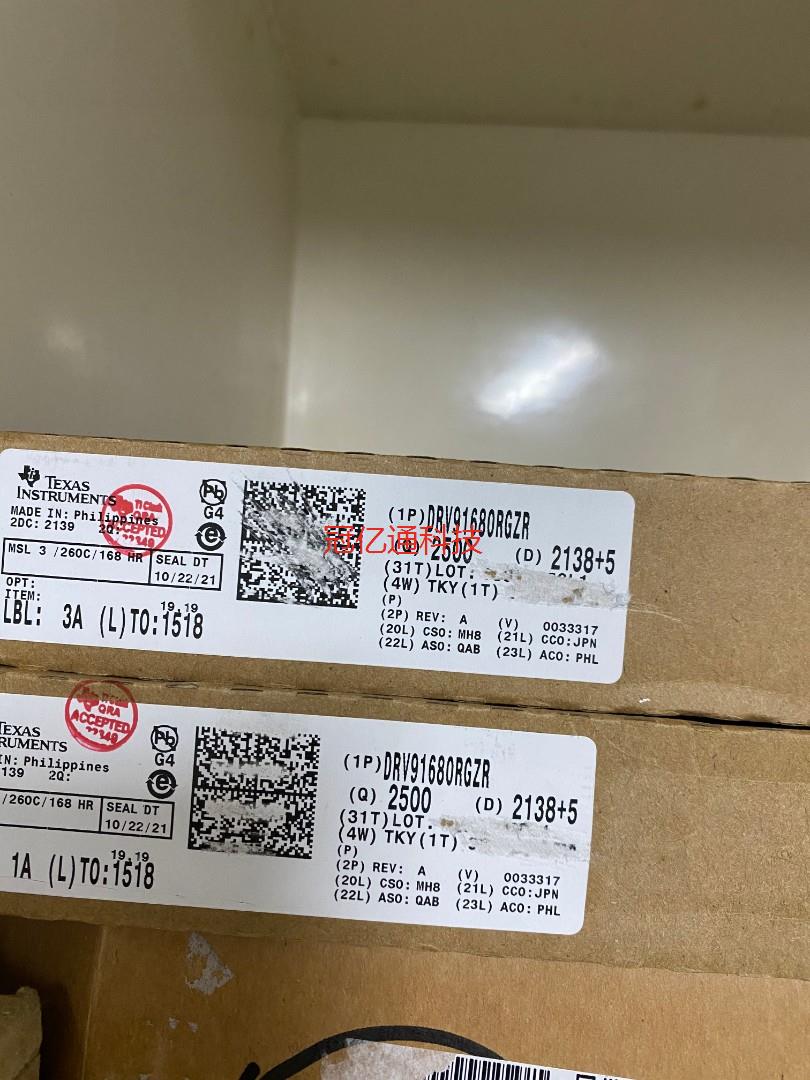 TEXAS
INSTRUMENTS
MADE IN: Philippines
2DC: 2139 2Q:
ACCEPTED
Pb
G4
e
MSL 3 /260C/168 HR
SEAL DT
10/22/21
OPT:
ITEM:
LBL: 3A (L)TO:1518
19.19
(1P)DRV91680RGZR
(Q) 2500 (D) 2138+5
冠亿通科技
(31T)LOT:
(4W) TKY(1T)
(P)
(2P) REV: A (V) 0033317
(20L) CSO: MH8 (21L) CCO:JPN
(22L) ASO: QAB (23L) ACO: PHL
QRA
ACCEPTED
TEXAS
RUMENTS
IN: Philippines
139 2Q:
Pb
G4
e
/260C/168 HR
SEAL DT
10/22/21
1A (L)TO:1518
19.19
(1P)DRV91680RGZR
(Q) 2500 (D) 2138+5
(31T)LOT
(4W) TKY(1T)
(P)
(2P) REV: A (V) 0033317
(20L) CSO: MH8 (21L) CCO:JPN
(22L) ASO: QAB (23L) ACO: PHL